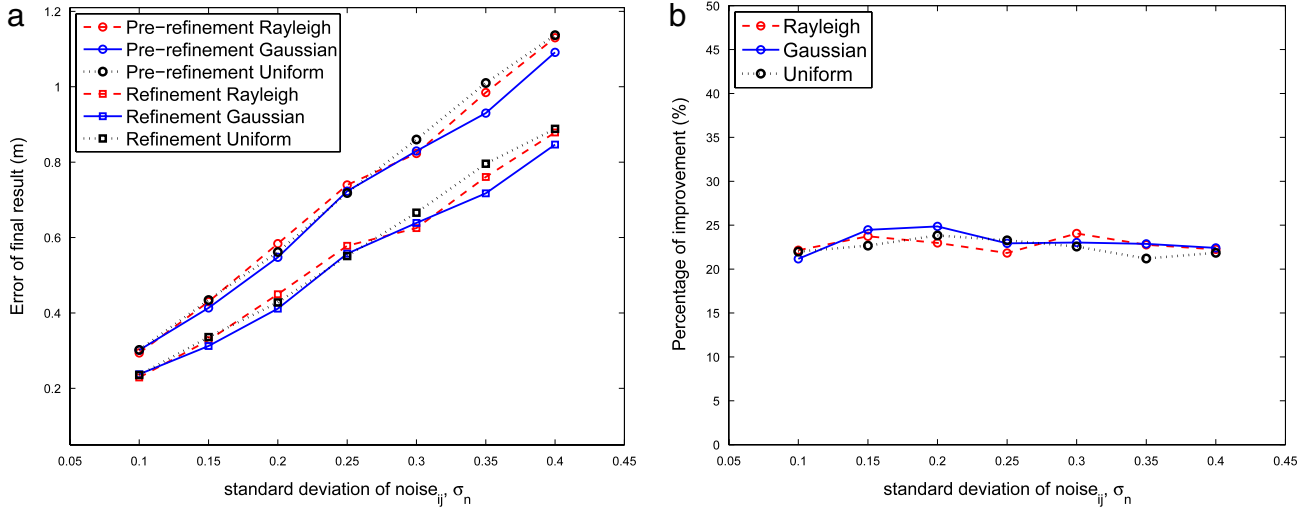 a
Pre−refinement Rayleigh
Pre−refinement Gaussian
Pre−refinement Uniform
Refinement Rayleigh
Refinement Gaussian
Refinement Uniform
1.2
1
0.8
0.6
0.4
0.2
Error of final result (m)
0.05 0.1 0.15 0.2 0.25 0.3 0.35 0.4 0.45
standard deviation of noise_ij, σ_n
b
Rayleigh
Gaussian
Uniform
50
45
40
35
30
25
20
15
10
5
0
Percentage of improvement (%)
0.05 0.1 0.15 0.2 0.25 0.3 0.35 0.4 0.45
standard deviation of noise_ij, σ_n